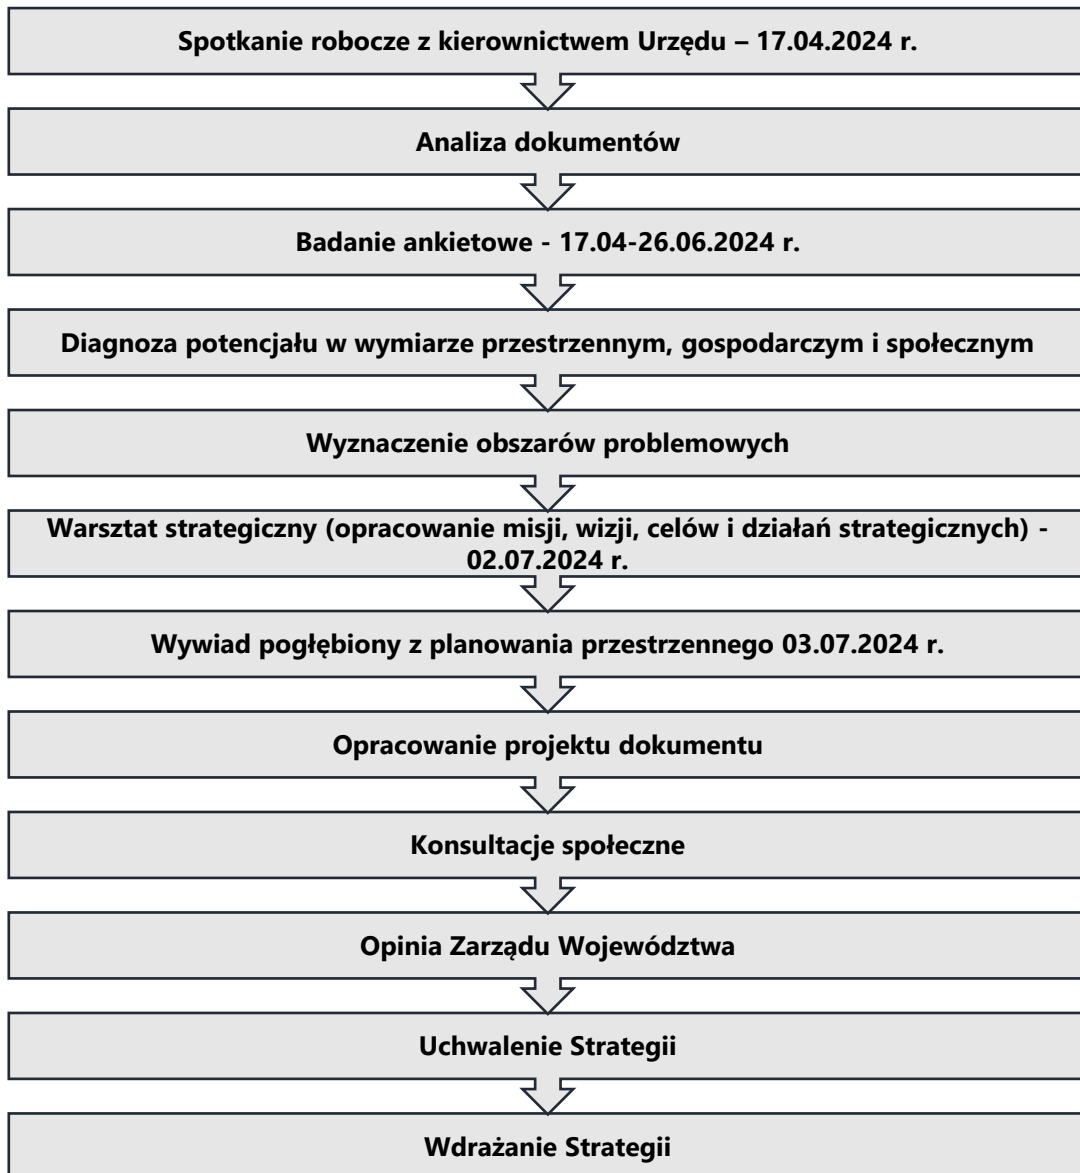 Spotkanie robocze z kierownictwem Urzędu – 17.04.2024 r.
Analiza dokumentów
Badanie ankietowe - 17.04-26.06.2024 r.
Diagnoza potencjału w wymiarze przestrzennym, gospodarczym i społecznym
Wyznaczenie obszarów problemowych
Warsztat strategiczny (opracowanie misji, wizji, celów i działań strategicznych) -
02.07.2024 r.
Wywiad pogłębiony z planowania przestrzennego 03.07.2024 r.
Opracowanie projektu dokumentu
Konsultacje społeczne
Opinia Zarządu Województwa
Uchwalenie Strategii
Wdrażanie Strategii